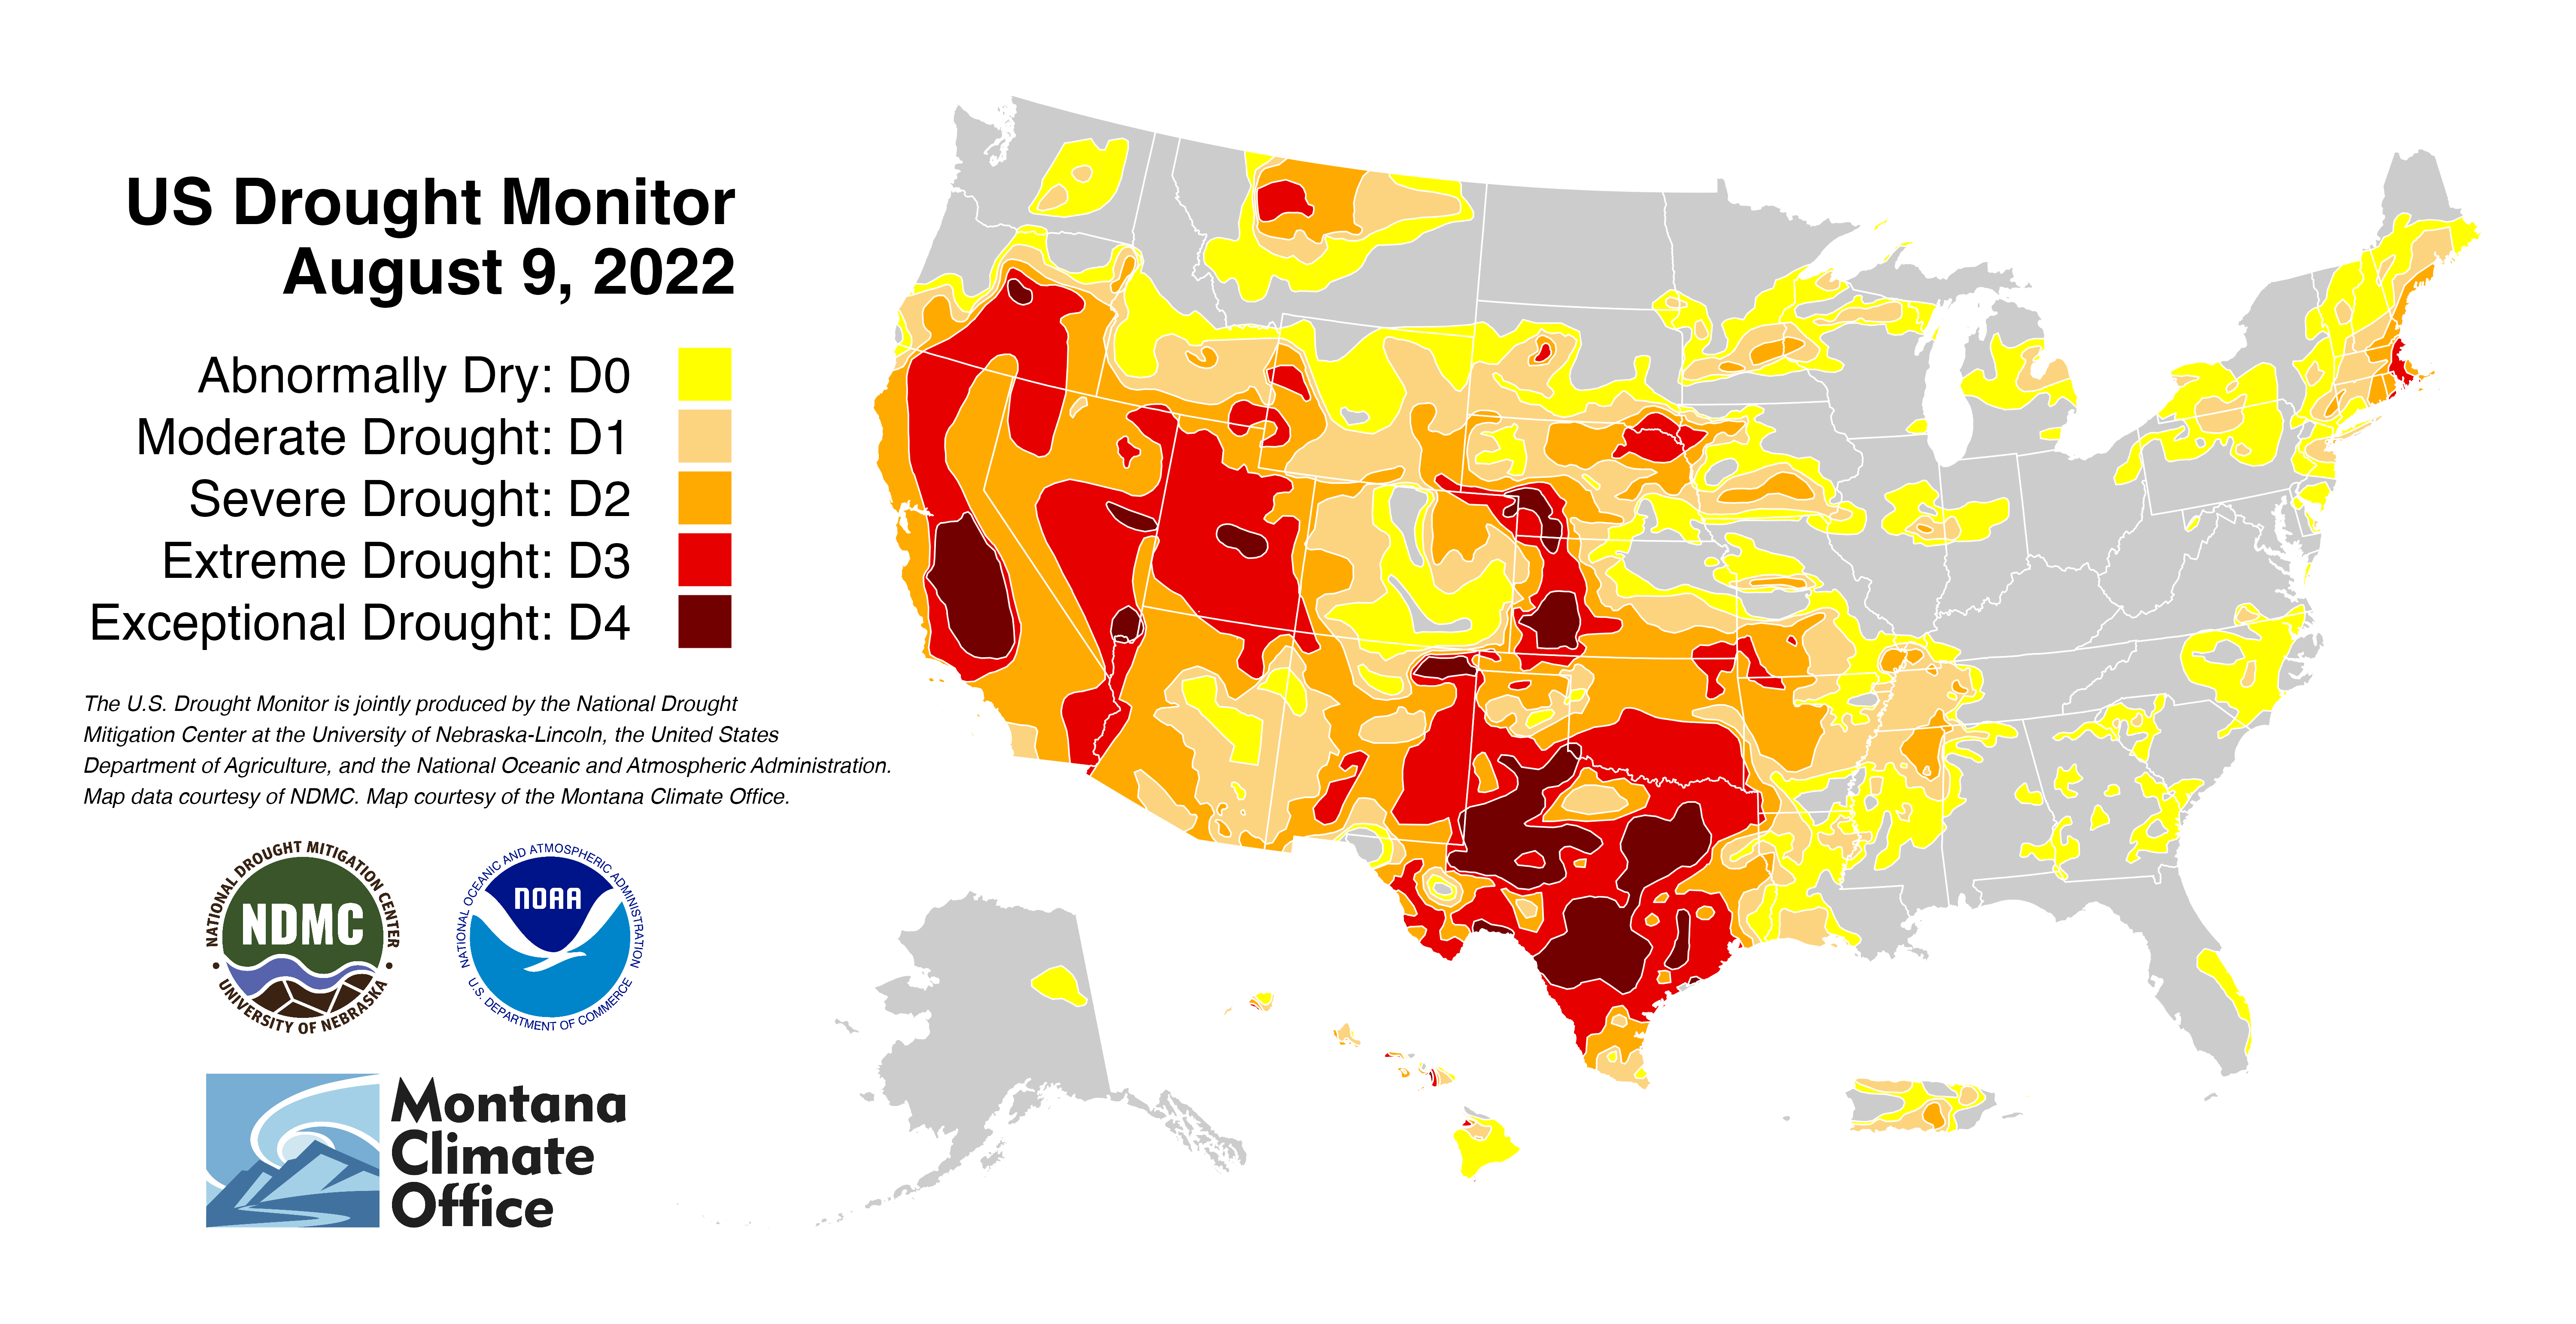 US Drought Monitor
August 9, 2022
Abnormally Dry: D0
Moderate Drought: D1
Severe Drought: D2
Extreme Drought: D3
Exceptional Drought: D4
The U.S. Drought Monitor is jointly produced by the National Drought
Mitigation Center at the University of Nebraska-Lincoln, the United States
Department of Agriculture, and the National Oceanic and Atmospheric Administration.
Map data courtesy of NDMC. Map courtesy of the Montana Climate Office.
NATIONAL DROUGHT MITIGATION CENTER
NDMC
• UNIVERSITY OF NEBRASKA •
NATIONAL OCEANIC AND ATMOSPHERIC ADMINISTRATION
NOAA
U.S. DEPARTMENT OF COMMERCE
Montana
Climate
Office